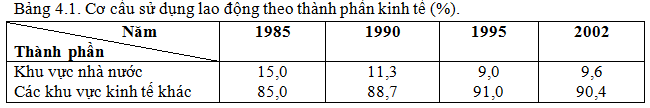 Bảng 4.1. Cơ cấu sử dụng lao động theo thành phần kinh tế (%).
Năm 1985 1990 1995 2002
Thành phần
Khu vực nhà nước 15,0 11,3 9,0 9,6
Các khu vực kinh tế khác 85,0 88,7 91,0 90,4